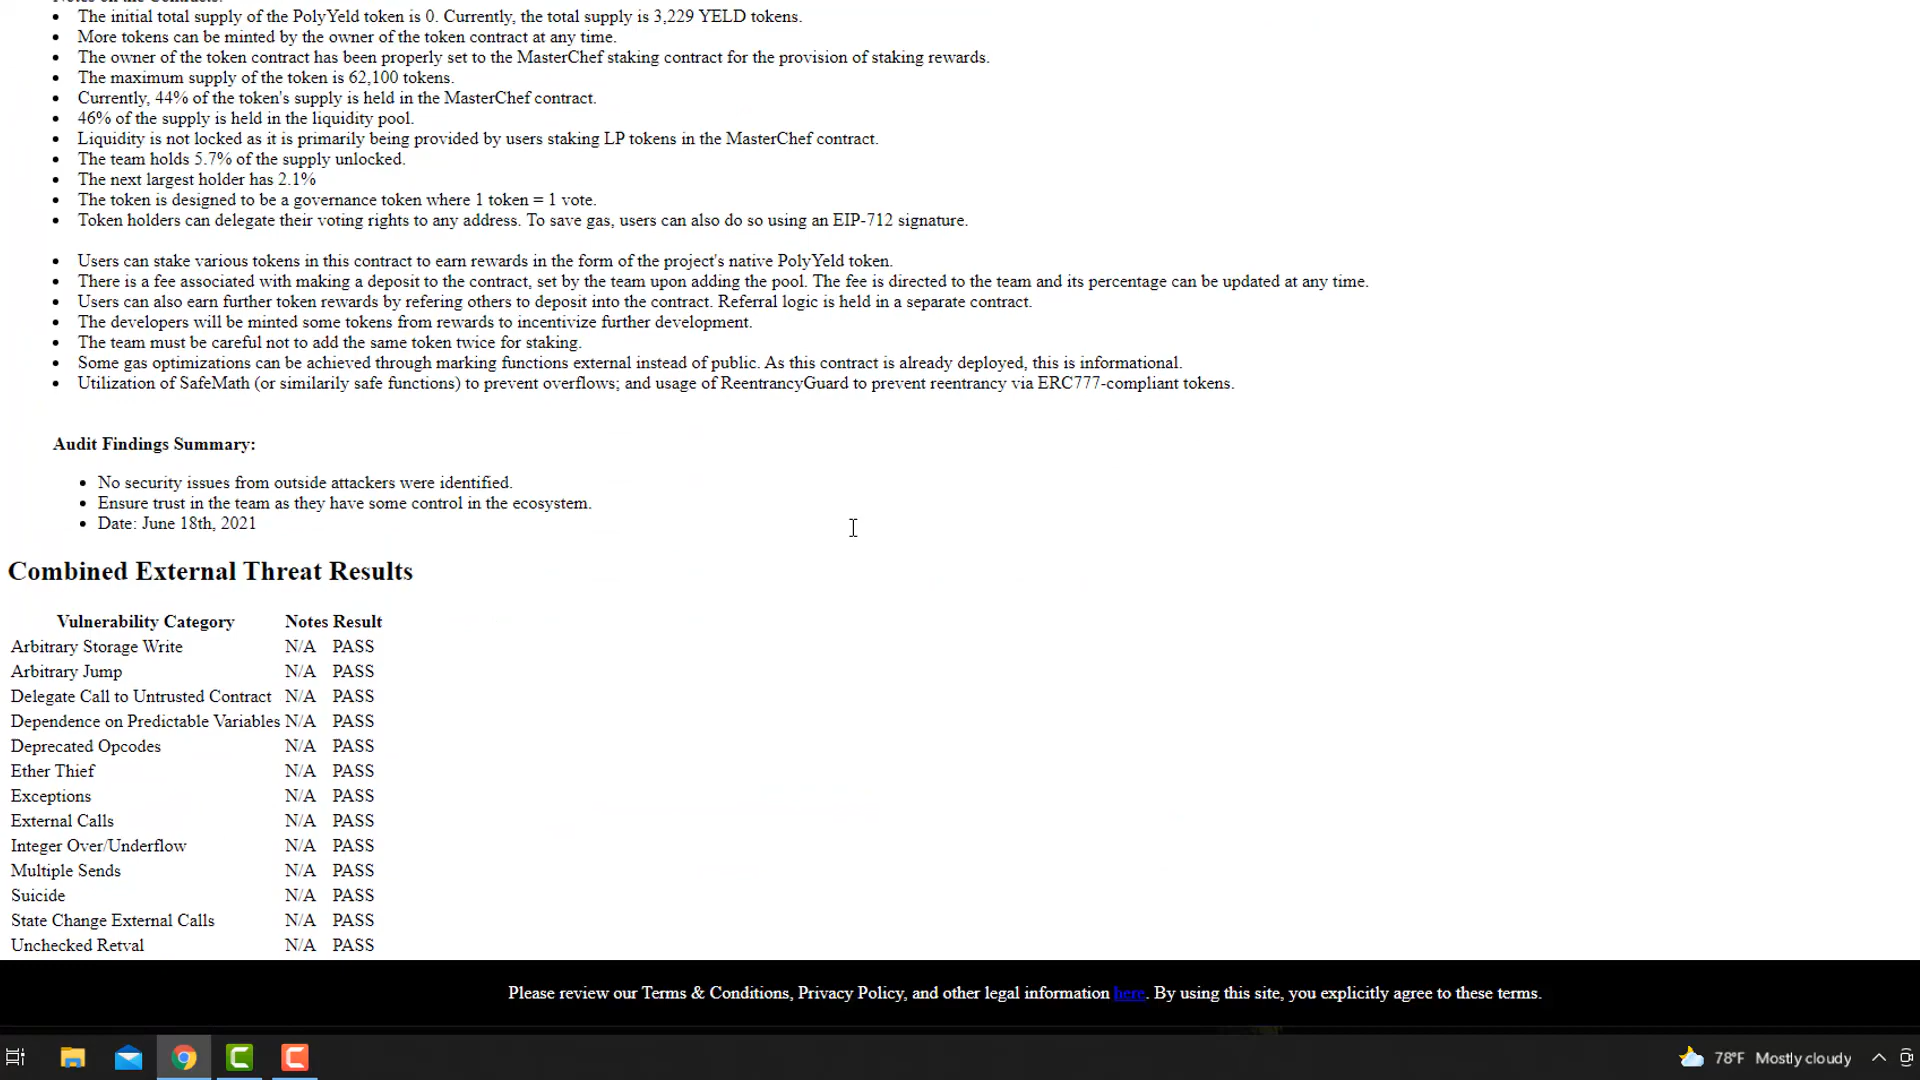 The initial total supply of the PolyYeld token is 0. Currently, the total supply is 3,229 YELD tokens.
More tokens can be minted by the owner of the token contract at any time.
The owner of the token contract has been properly set to the MasterChef staking contract for the provision of staking rewards.
The maximum supply of the token is 62,100 tokens.
Currently, 44% of the token's supply is held in the MasterChef contract.
46% of the supply is held in the liquidity pool.
Liquidity is not locked as it is primarily being provided by users staking LP tokens in the MasterChef contract.
The team holds 5.7% of the supply unlocked.
The next largest holder has 2.1%
The token is designed to be a governance token where 1 token = 1 vote.
Token holders can delegate their voting rights to any address. To save gas, users can also do so using an EIP-712 signature.
Users can stake various tokens in this contract to earn rewards in the form of the project's native PolyYeld token.
There is a fee associated with making a deposit to the contract, set by the team upon adding the pool. The fee is directed to the team and its percentage can be updated at any time.
Users can also earn further token rewards by refering others to deposit into the contract. Referral logic is held in a separate contract.
The developers will be minted some tokens from rewards to incentivize further development.
The team must be careful not to add the same token twice for staking.
Some gas optimizations can be achieved through marking functions external instead of public. As this contract is already deployed, this is informational.
Utilization of SafeMath (or similarily safe functions) to prevent overflows; and usage of ReentrancyGuard to prevent reentrancy via ERC777-compliant tokens.
Audit Findings Summary:
No security issues from outside attackers were identified.
Ensure trust in the team as they have some control in the ecosystem.
Date: June 18th, 2021
Combined External Threat Results
Vulnerability Category Notes Result
Arbitrary Storage Write N/A PASS
Arbitrary Jump N/A PASS
Delegate Call to Untrusted Contract N/A PASS
Dependence on Predictable Variables N/A PASS
Deprecated Opcodes N/A PASS
Ether Thief N/A PASS
Exceptions N/A PASS
External Calls N/A PASS
Integer Over/Underflow N/A PASS
Multiple Sends N/A PASS
Suicide N/A PASS
State Change External Calls N/A PASS
Unchecked Retval N/A PASS
Please review our Terms & Conditions, Privacy Policy, and other legal information here. By using this site, you explicitly agree to these terms.
78°F Mostly cloudy